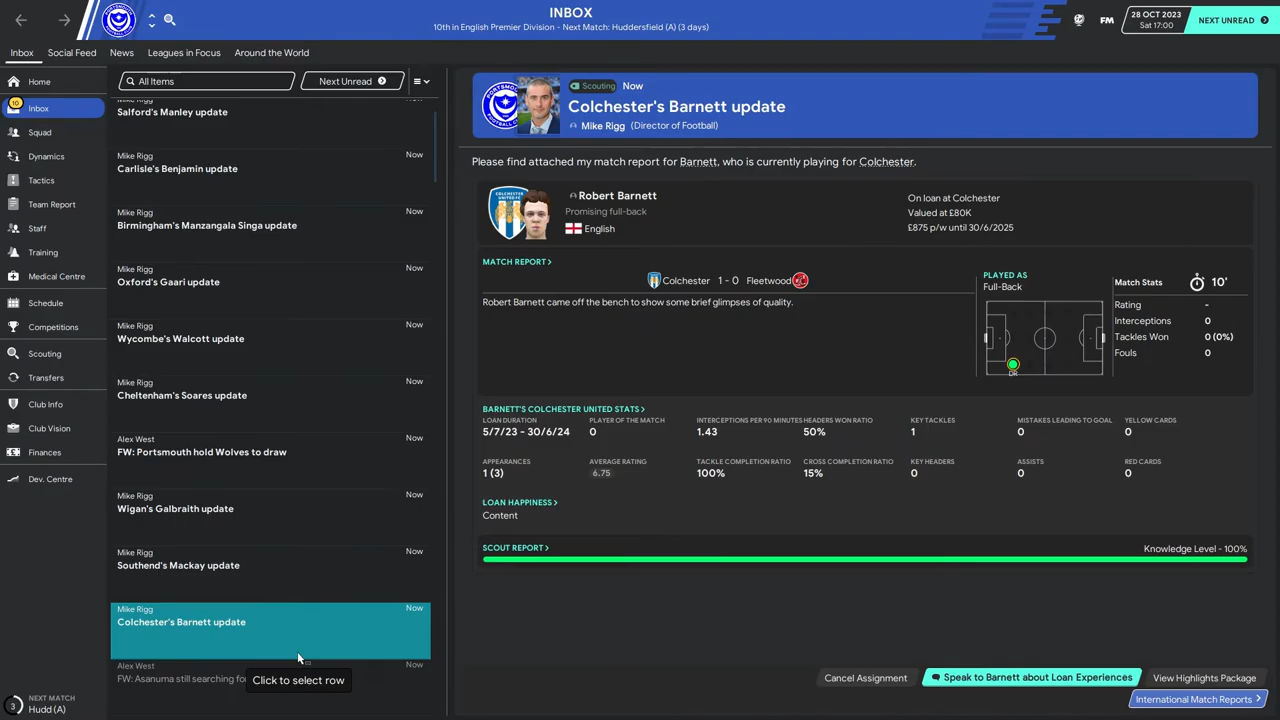 INBOX
10th in English Premier Division - Next Match: Huddersfield (A) (3 days)
FM
28 OCT 2023
Sat 17:00
NEXT UNREAD
Inbox
Social Feed
News
Leagues in Focus
Around the World
Home
10
Inbox
Squad
Dynamics
Tactics
Team Report
Staff
Training
Medical Centre
Schedule
Competitions
Scouting
Transfers
Club Info
Club Vision
Finances
Dev. Centre
3
NEXT MATCH
Hudd (A)
All Items
Next Unread
Mike Rigg
Now
Salford's Manley update
Mike Rigg
Now
Carlisle's Benjamin update
Mike Rigg
Now
Birmingham's Manzangala Singa update
Mike Rigg
Now
Oxford's Gaari update
Mike Rigg
Now
Wycombe's Walcott update
Mike Rigg
Now
Cheltenham's Soares update
Alex West
Now
FW: Portsmouth hold Wolves to draw
Mike Rigg
Now
Wigan's Galbraith update
Mike Rigg
Now
Southend's Mackay update
Mike Rigg
Now
Colchester's Barnett update
Alex West
Now
FW: Asanuma still searching fo
Click to select row
Scouting
Now
Colchester's Barnett update
Mike Rigg (Director of Football)
Please find attached my match report for Barnett, who is currently playing for Colchester.
Robert Barnett
Promising full-back
English
On loan at Colchester
Valued at £80K
£875 p/w until 30/6/2025
MATCH REPORT >
Colchester 1 - 0 Fleetwood
Robert Barnett came off the bench to show some brief glimpses of quality.
PLAYED AS
Full-Back
DR
Match Stats 10'
Rating -
Interceptions 0
Tackles Won 0 (0%)
Fouls 0
BARNETT'S COLCHESTER UNITED STATS >
LOAN DURATION PLAYER OF THE MATCH INTERCEPTIONS PER 90 MINUTES HEADERS WON RATIO KEY TACKLES MISTAKES LEADING TO GOAL YELLOW CARDS
5/7/23 - 30/6/24 0 1.43 50% 1 0 0
APPEARANCES AVERAGE RATING TACKLE COMPLETION RATIO CROSS COMPLETION RATIO KEY HEADERS ASSISTS RED CARDS
1 (3) 6.75 100% 15% 0 0 0
LOAN HAPPINESS >
Content
SCOUT REPORT >
Knowledge Level - 100%
Cancel Assignment
Speak to Barnett about Loan Experiences
View Highlights Package
International Match Reports >